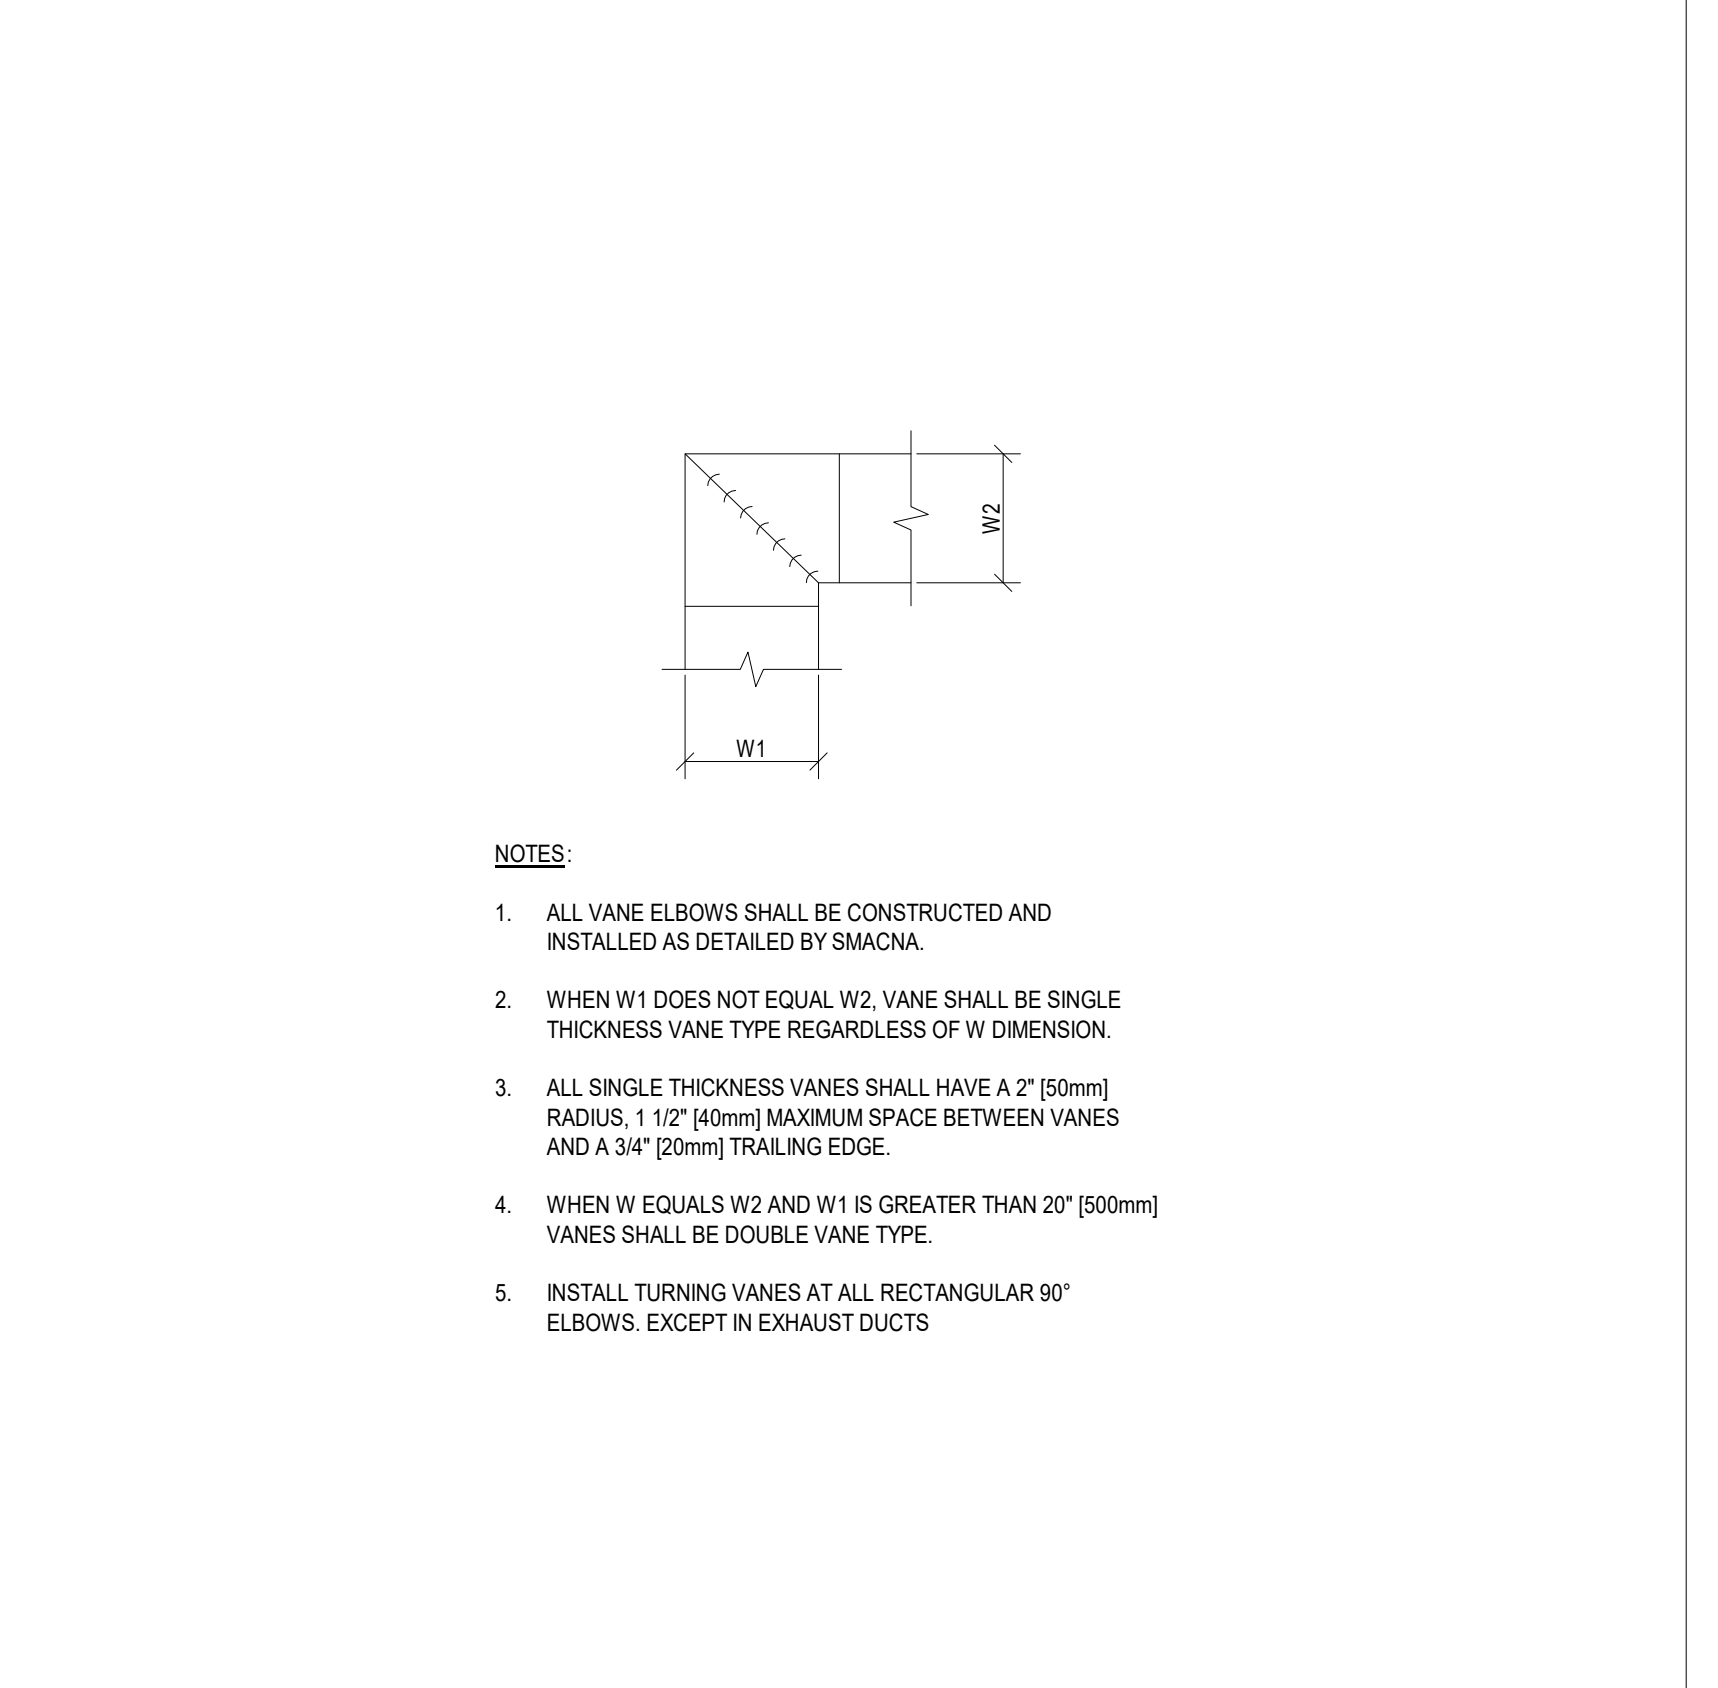 W2
W1
NOTES:
1. ALL VANE ELBOWS SHALL BE CONSTRUCTED AND
INSTALLED AS DETAILED BY SMACNA.
2. WHEN W1 DOES NOT EQUAL W2, VANE SHALL BE SINGLE
THICKNESS VANE TYPE REGARDLESS OF W DIMENSION.
3. ALL SINGLE THICKNESS VANES SHALL HAVE A 2" [50mm]
RADIUS, 1 1/2" [40mm] MAXIMUM SPACE BETWEEN VANES
AND A 3/4" [20mm] TRAILING EDGE.
4. WHEN W EQUALS W2 AND W1 IS GREATER THAN 20" [500mm]
VANES SHALL BE DOUBLE VANE TYPE.
5. INSTALL TURNING VANES AT ALL RECTANGULAR 90°
ELBOWS. EXCEPT IN EXHAUST DUCTS